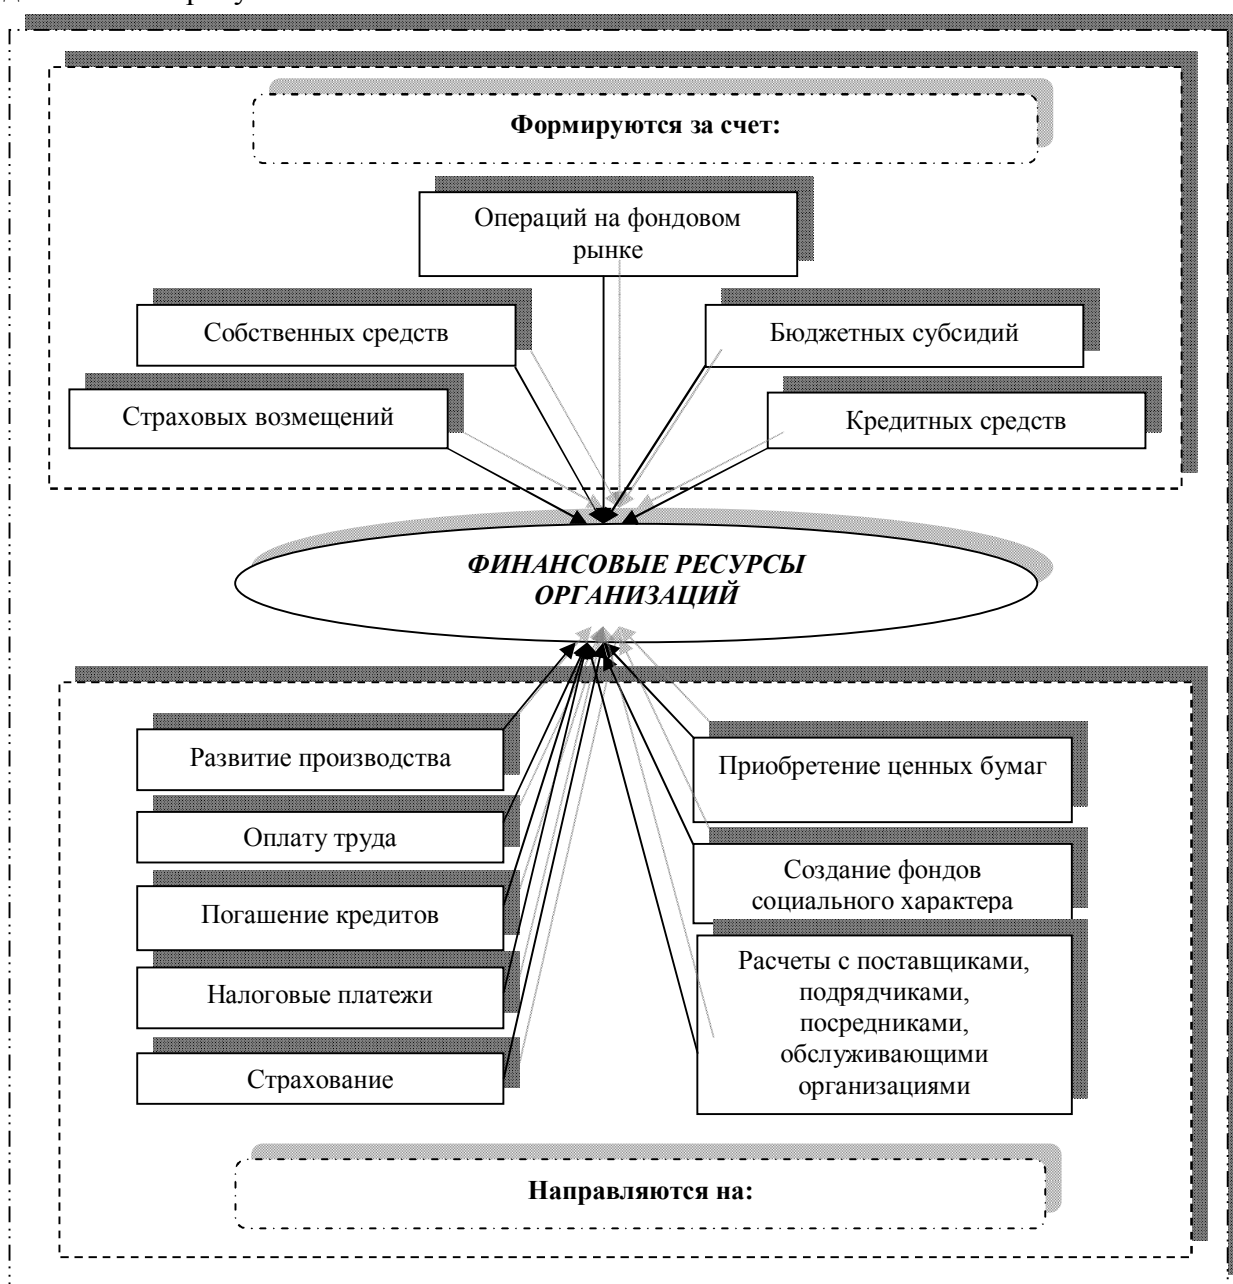 Формируются за счет:
Операций на фондовом
рынке
Собственных средств
Бюджетных субсидий
Страховых возмещений
Кредитных средств
ФИНАНСОВЫЕ РЕСУРСЫ
ОРГАНИЗАЦИЙ
Развитие производства
Оплату труда
Погашение кредитов
Налоговые платежи
Страхование
Приобретение ценных бумаг
Создание фондов
социального характера
Расчеты с поставщиками,
подрядчиками,
посредниками,
обслуживающими
организациями
Направляются на: